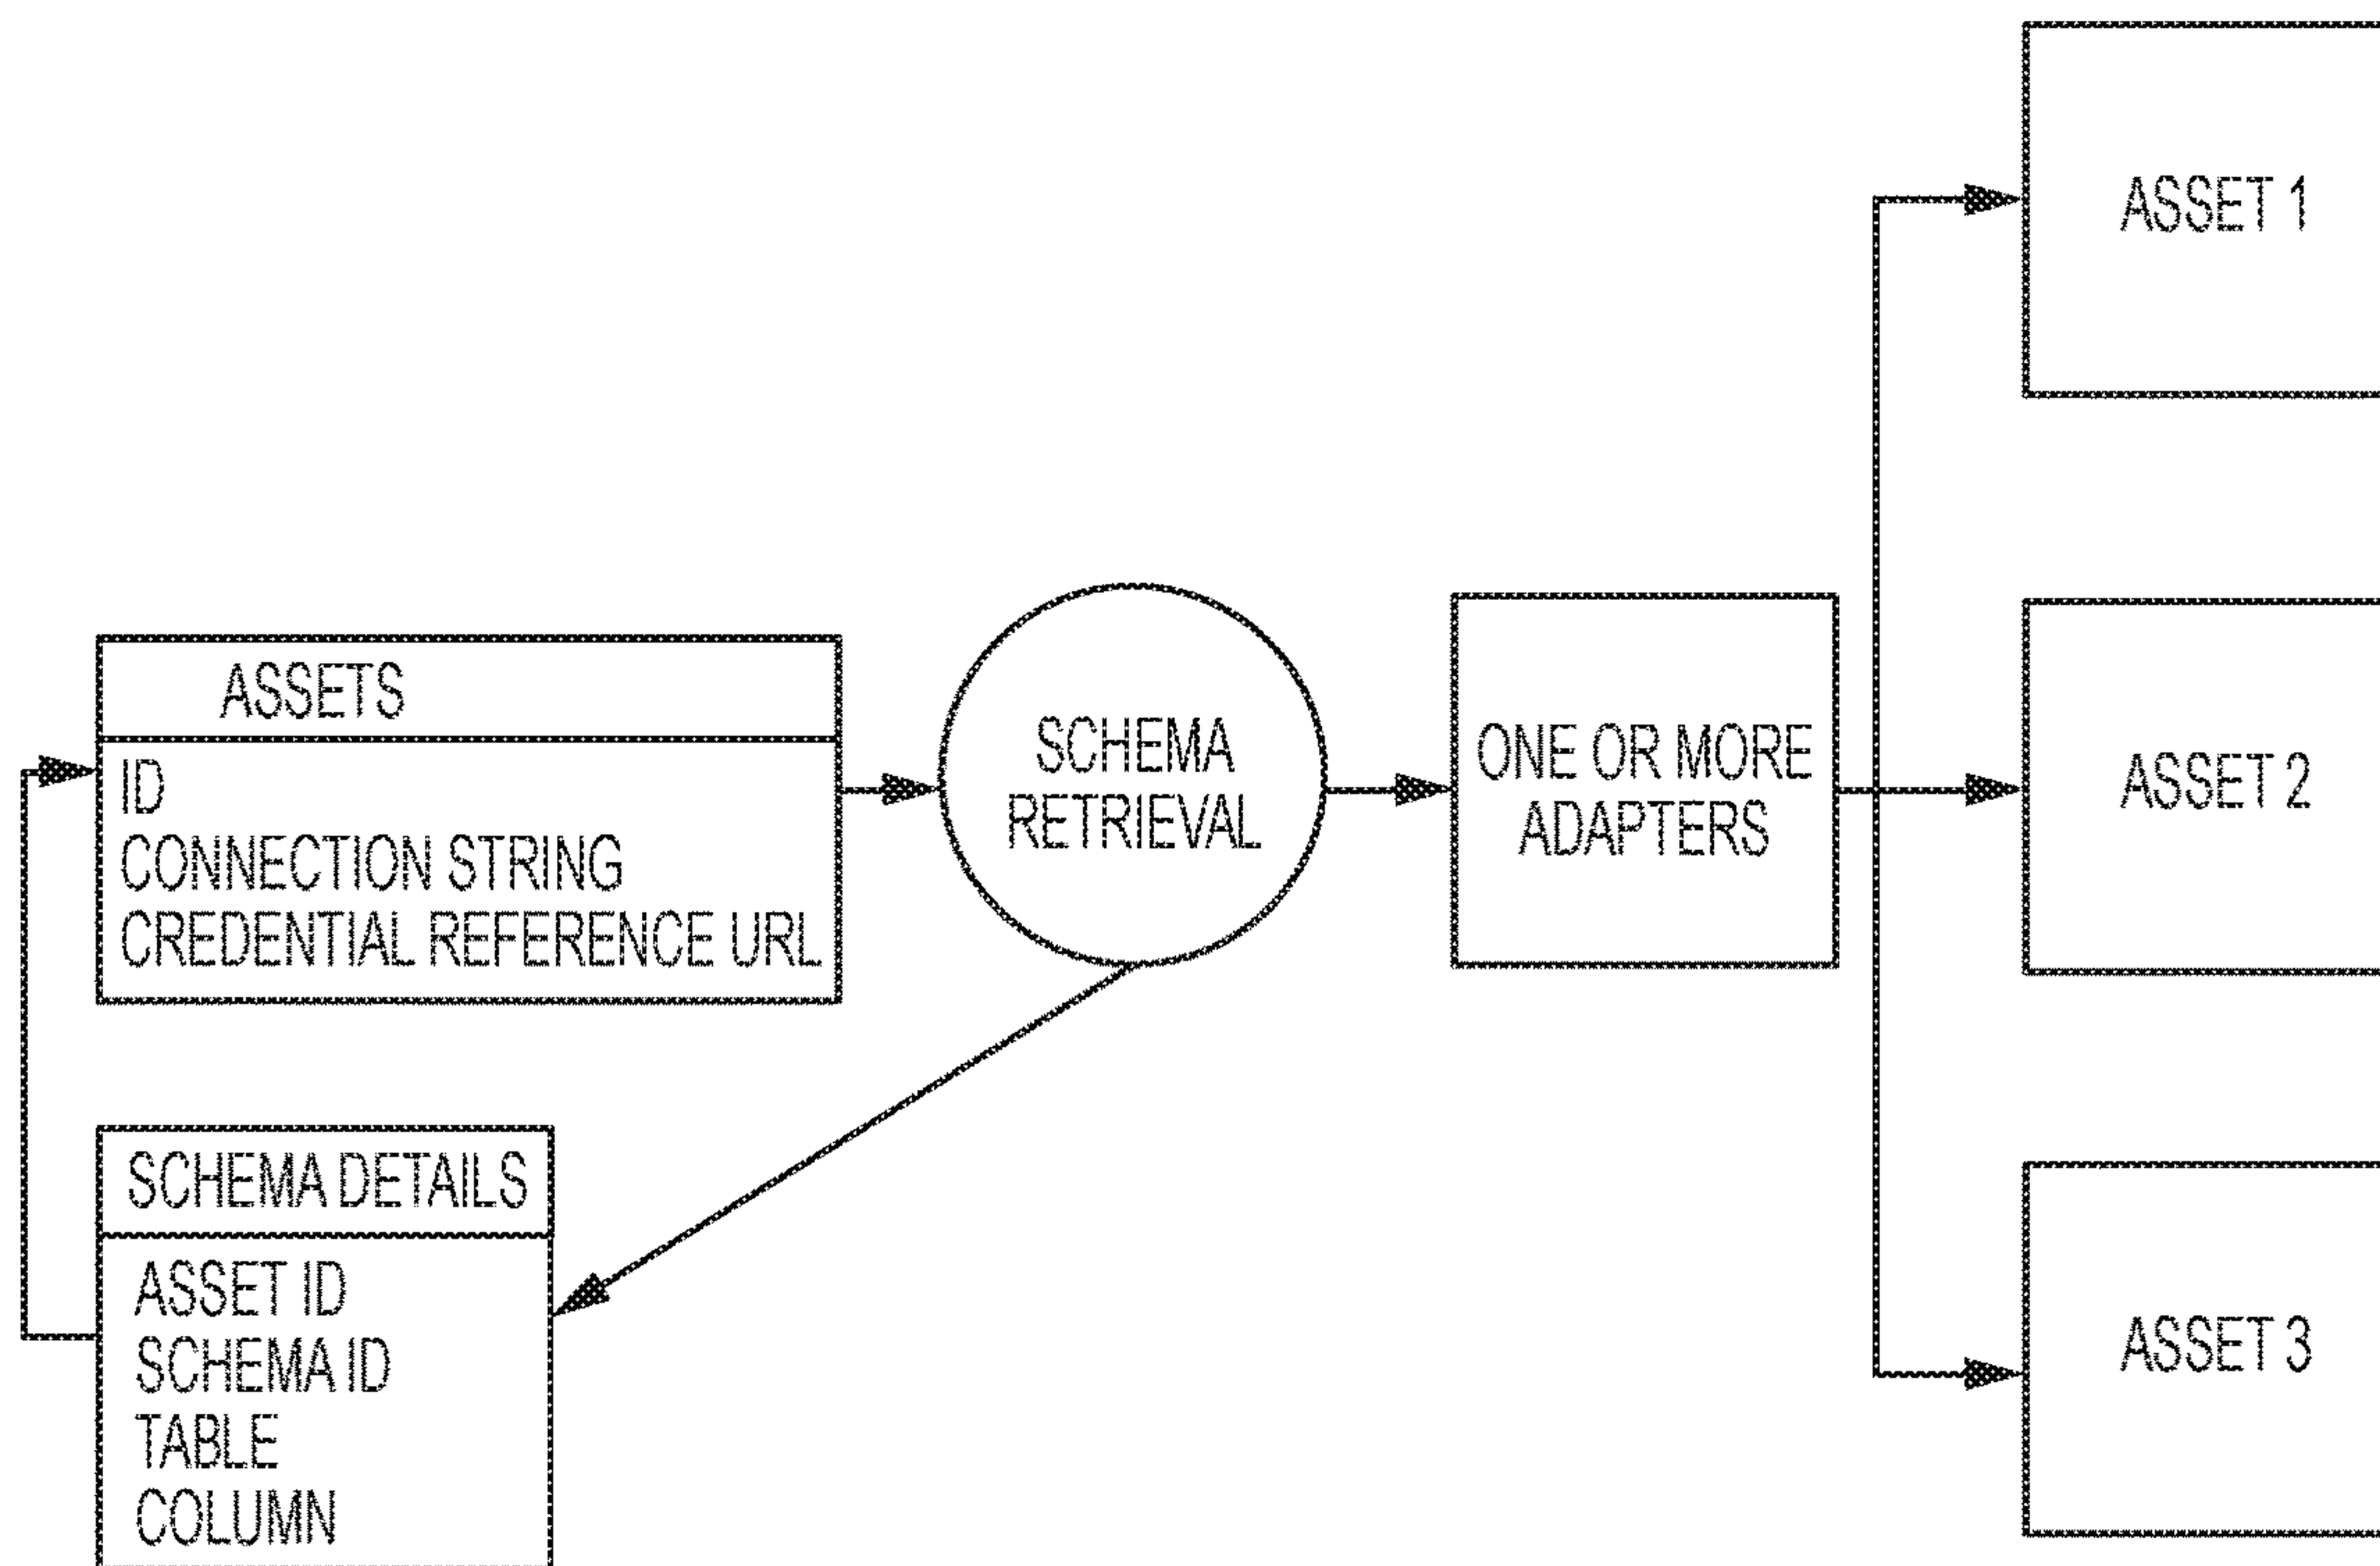 ASSETS
ID
CONNECTION STRING
CREDENTIAL REFERENCE URL
SCHEMA DETAILS
ASSET ID
SCHEMA ID
TABLE
COLUMN
SCHEMA
RETRIEVAL
ONE OR MORE
ADAPTERS
ASSET 1
ASSET 2
ASSET 3